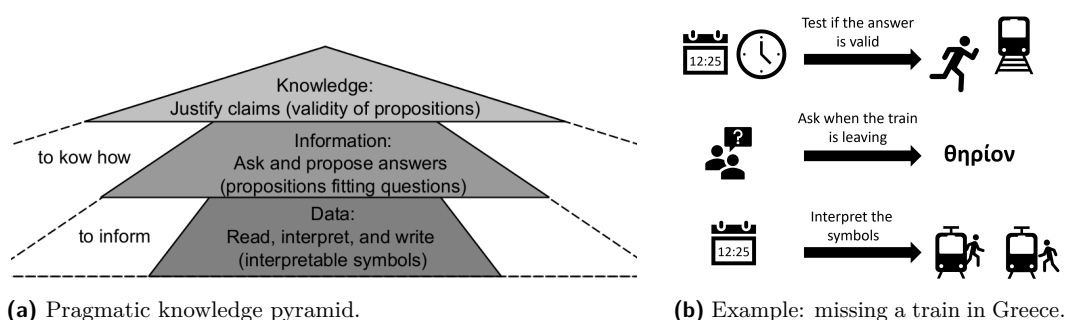 Knowledge:
Justify claims (validity of propositions)
to kow how
Information:
Ask and propose answers
(propositions fitting questions)
to inform
Data:
Read, interpret, and write
(interpretable symbols)
(a) Pragmatic knowledge pyramid.
12:25
Test if the answer
is valid
?
Ask when the train
is leaving
θηρίον
12:25
Interpret the
symbols
(b) Example: missing a train in Greece.